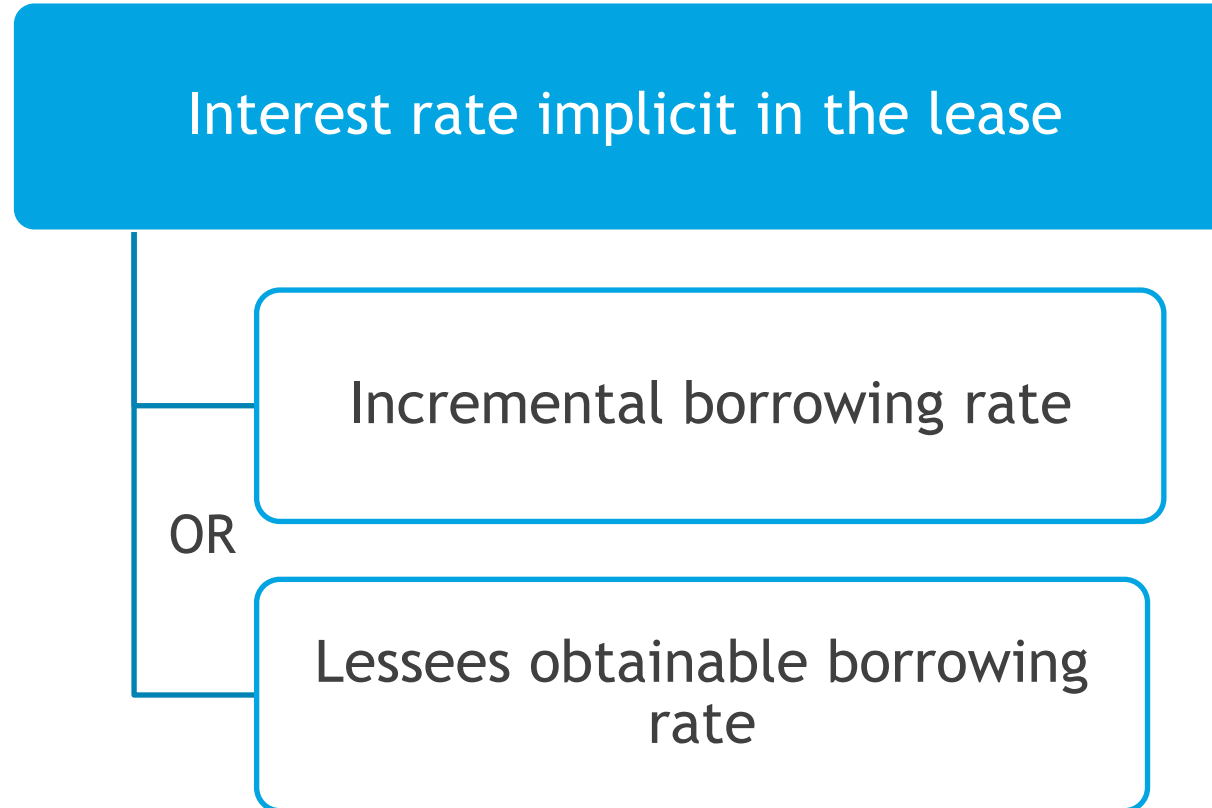 Interest rate implicit in the lease
Incremental borrowing rate
OR
Lessees obtainable borrowing
rate